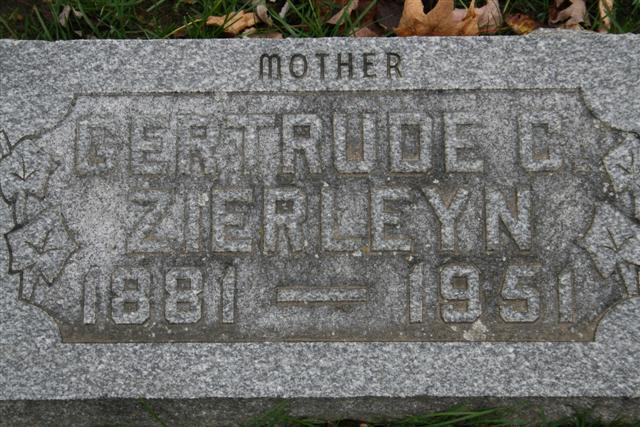 MOTHER
GERTRUDE C.
ZIERLEYN
1881 — 1951